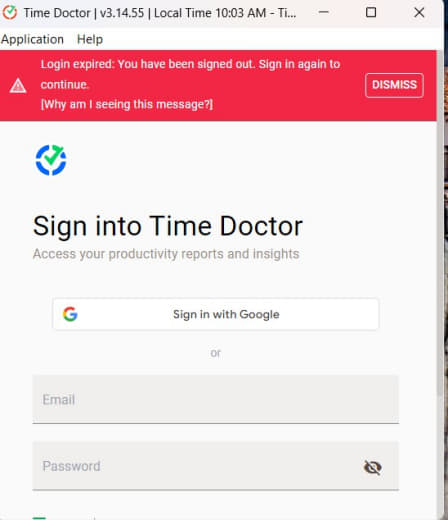 Time Doctor | v3.14.55 | Local Time 10:03 AM - Ti...
Application Help
Login expired: You have been signed out. Sign in again to
continue.
[Why am I seeing this message?]
DISMISS
Sign into Time Doctor
Access your productivity reports and insights
Sign in with Google
or
Email
Password